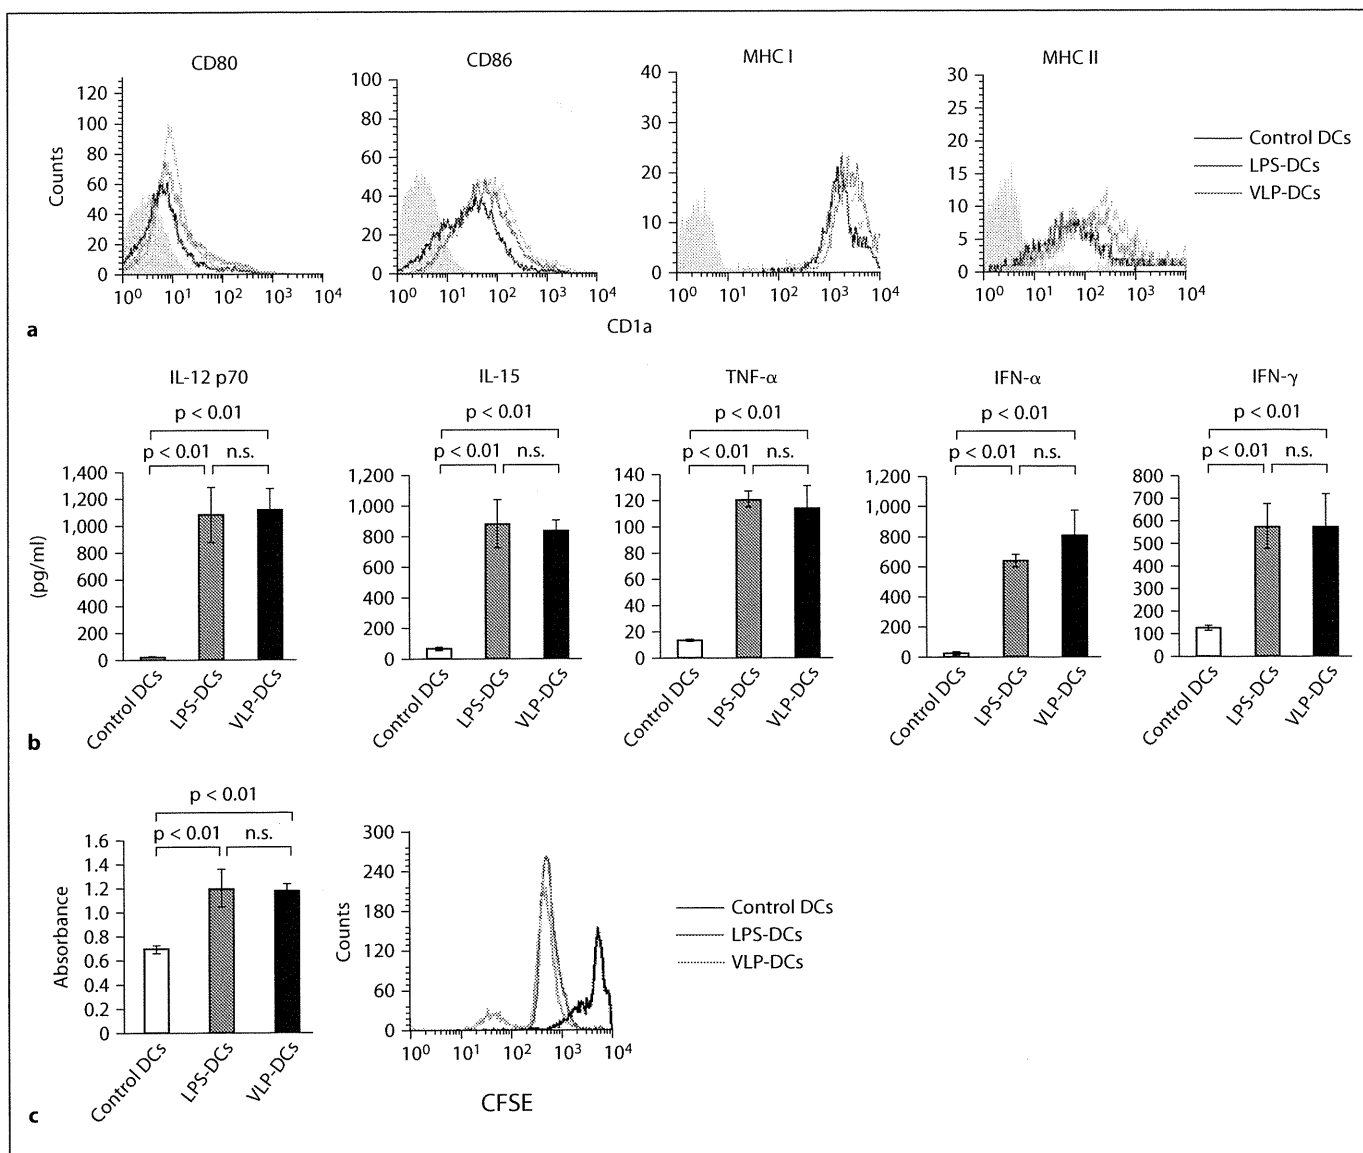 CD80
CD86
MHC I
MHC II
Counts
120
100
80
60
40
20
0
10⁰ 10¹ 10² 10³ 10⁴
100
80
60
40
20
0
10⁰ 10¹ 10² 10³ 10⁴
40
30
20
10
0
10⁰ 10¹ 10² 10³ 10⁴
30
25
20
15
10
5
0
10⁰ 10¹ 10² 10³ 10⁴
Control DCs
LPS-DCs
VLP-DCs
CD1a
a
IL-12 p70
p < 0.01
p < 0.01 n.s.
(pg/ml)
1,400
1,200
1,000
800
600
400
200
0
Control DCs
LPS-DCs
VLP-DCs
IL-15
p < 0.01
p < 0.01 n.s.
1,200
1,000
800
600
400
200
0
Control DCs
LPS-DCs
VLP-DCs
TNF-α
p < 0.01
p < 0.01 n.s.
140
120
100
80
60
40
20
0
Control DCs
LPS-DCs
VLP-DCs
IFN-α
p < 0.01
p < 0.01 n.s.
1,200
1,000
800
600
400
200
0
Control DCs
LPS-DCs
VLP-DCs
IFN-γ
p < 0.01
p < 0.01 n.s.
800
700
600
500
400
300
200
100
0
Control DCs
LPS-DCs
VLP-DCs
b
p < 0.01
p < 0.01 n.s.
Absorbance
1.6
1.4
1.2
1.0
0.8
0.6
0.4
0.2
0
Control DCs
LPS-DCs
VLP-DCs
Counts
300
240
180
120
60
0
10⁰ 10¹ 10² 10³ 10⁴
CFSE
Control DCs
LPS-DCs
VLP-DCs
c